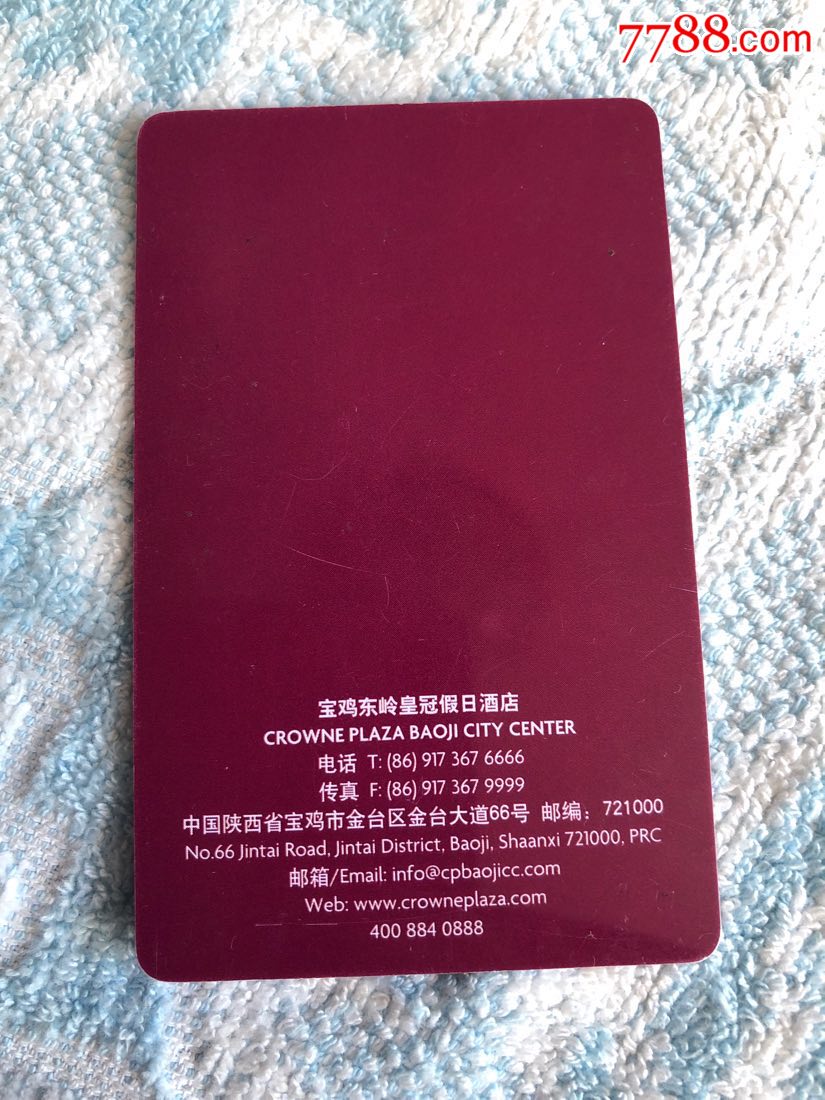 7788.com
宝鸡东岭皇冠假日酒店
CROWNE PLAZA BAOJI CITY CENTER
电话 T: (86) 917 367 6666
传真 F: (86) 917 367 9999
中国陕西省宝鸡市金台区金台大道66号 邮编：721000
No.66 Jintai Road, Jintai District, Baoji, Shaanxi 721000, PRC
邮箱/Email: info@cpbaojicc.com
Web: www.crowneplaza.com
400 884 0888